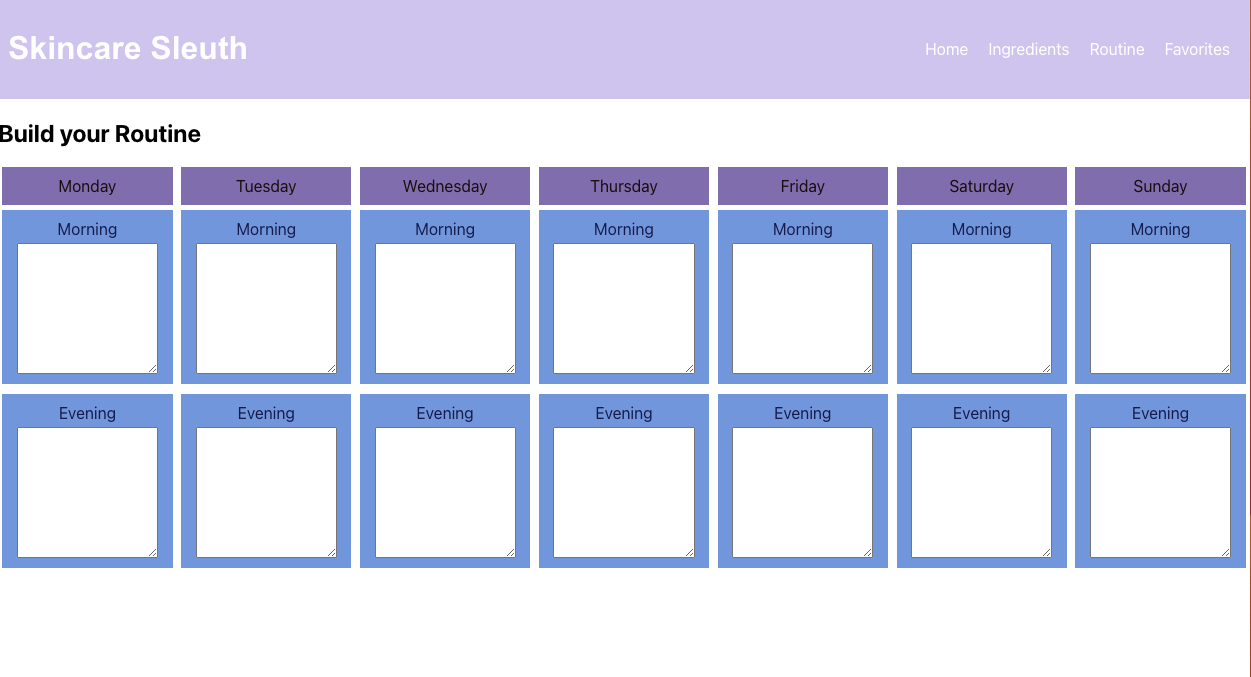 Skincare Sleuth
Home Ingredients Routine Favorites
Build your Routine
Monday Tuesday Wednesday Thursday Friday Saturday Sunday
Morning Morning Morning Morning Morning Morning Morning
Evening Evening Evening Evening Evening Evening Evening